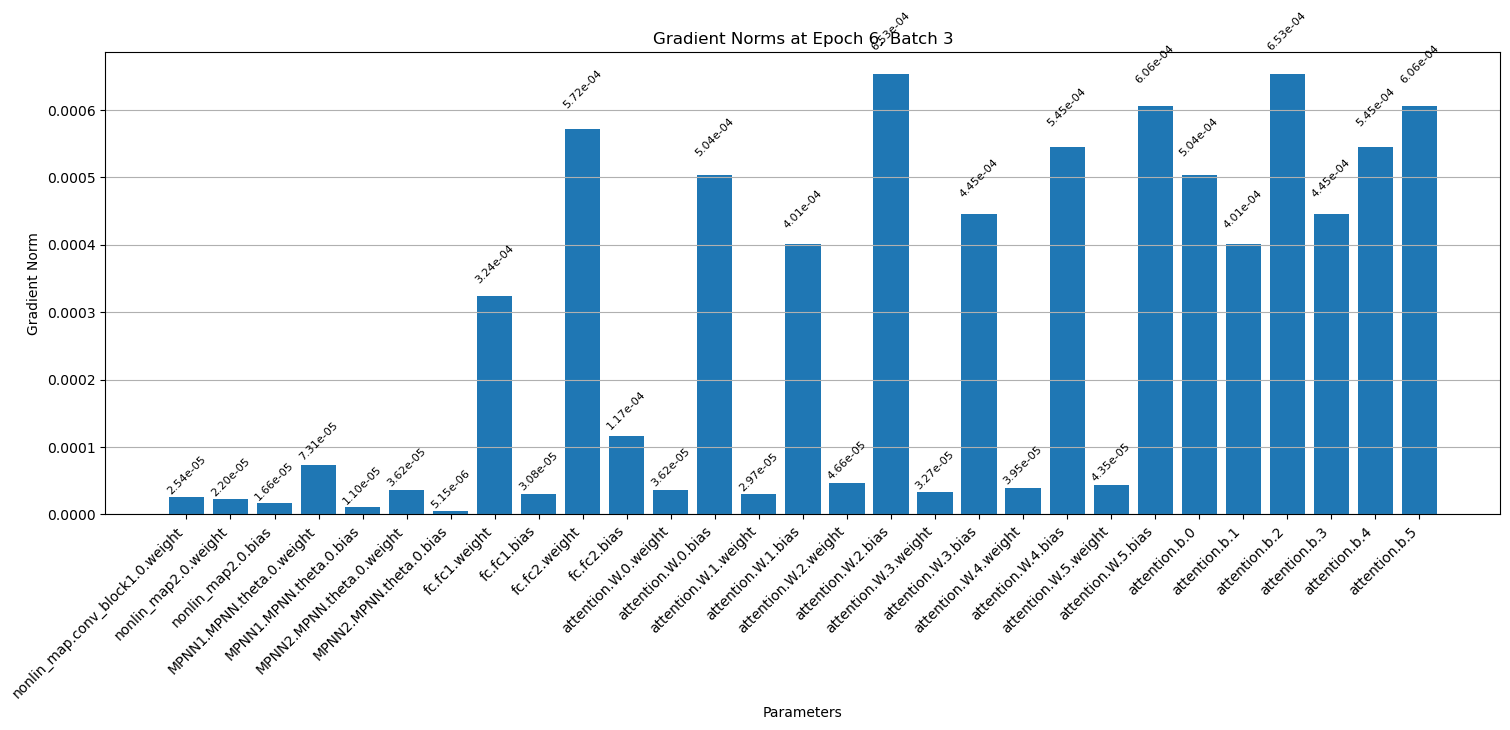 Gradient Norms at Epoch 6, Batch 3
Gradient Norm
0.0006
0.0005
0.0004
0.0003
0.0002
0.0001
0.0000
2.54e-05
2.20e-05
1.66e-05
7.31e-05
1.10e-05
3.62e-05
5.15e-06
3.24e-04
3.08e-05
5.72e-04
1.17e-04
3.62e-05
5.04e-04
2.97e-05
4.01e-04
4.66e-05
6.53e-04
3.27e-05
4.45e-04
3.95e-05
5.45e-04
4.35e-05
6.06e-04
5.04e-04
4.01e-04
6.53e-04
4.45e-04
5.45e-04
6.06e-04
nonlin_map.conv_block1.0.weight
nonlin_map2.0.weight
nonlin_map2.0.bias
MPNN1.MPNN.theta.0.weight
MPNN1.MPNN.theta.0.bias
MPNN2.MPNN.theta.0.weight
MPNN2.MPNN.theta.0.bias
fc.fc1.weight
fc.fc1.bias
fc.fc2.weight
fc.fc2.bias
attention.W.0.weight
attention.W.0.bias
attention.W.1.weight
attention.W.1.bias
attention.W.2.weight
attention.W.2.bias
attention.W.3.weight
attention.W.3.bias
attention.W.4.weight
attention.W.4.bias
attention.W.5.weight
attention.W.5.bias
attention.b.0
attention.b.1
attention.b.2
attention.b.3
attention.b.4
attention.b.5
Parameters